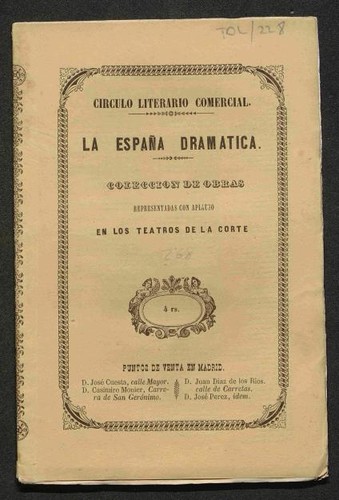 TOL/228
CIRCULO LITERARIO COMERCIAL.
LA ESPAÑA DRAMATICA.
COLECCION DE OBRAS
REPRESENTADAS CON APLAUSO
EN LOS TEATROS DE LA CORTE
á rs.
PUNTOS DE VENTA EN MADRID.
D. José Cuesta, calle Mayor.
D. Casimiro Monier, Carre-
ra de San Gerónimo.
D. Juan Diaz de los Rios,
calle de Carretas.
D. José Perez, idem.